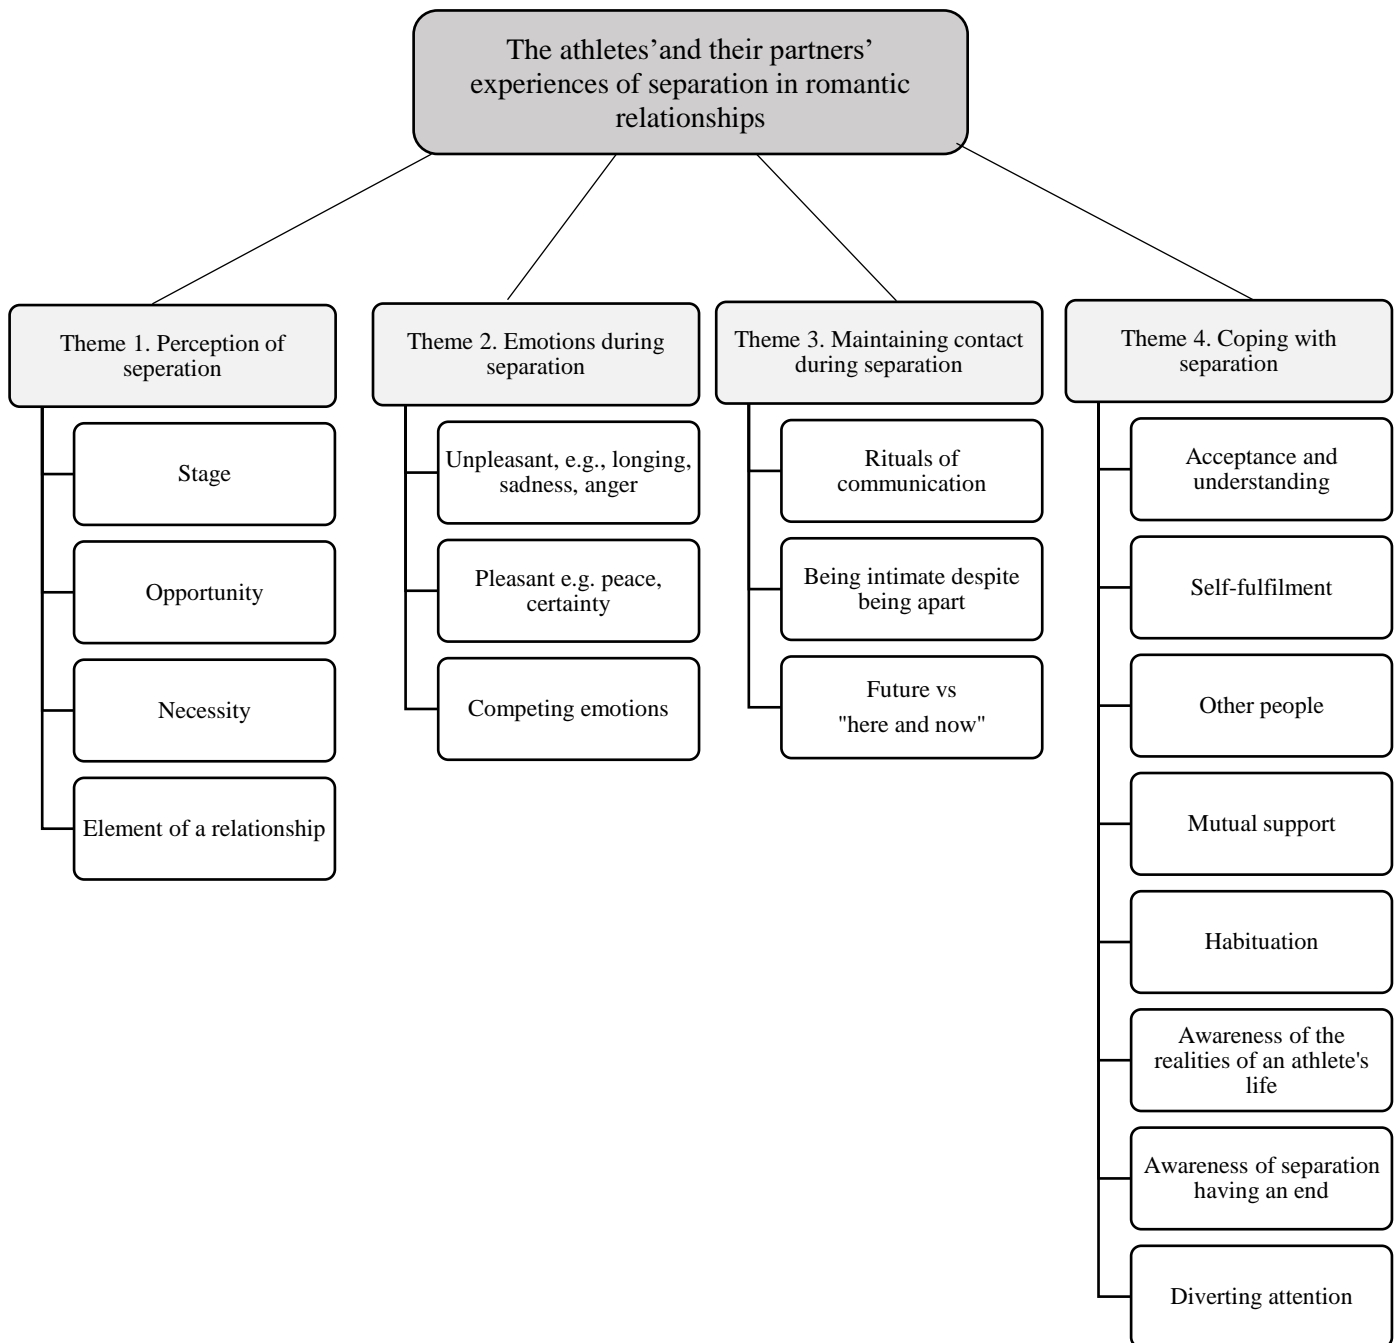 The athletes’and their partners’
experiences of separation in romantic
relationships
Theme 1. Perception of
seperation
Stage
Opportunity
Necessity
Element of a relationship
Theme 2. Emotions during
separation
Unpleasant, e.g., longing,
sadness, anger
Pleasant e.g. peace,
certainty
Competing emotions
Theme 3. Maintaining contact
during separation
Rituals of
communication
Being intimate despite
being apart
Future vs
"here and now"
Theme 4. Coping with
separation
Acceptance and
understanding
Self-fulfilment
Other people
Mutual support
Habituation
Awareness of the
realities of an athlete's
life
Awareness of separation
having an end
Diverting attention